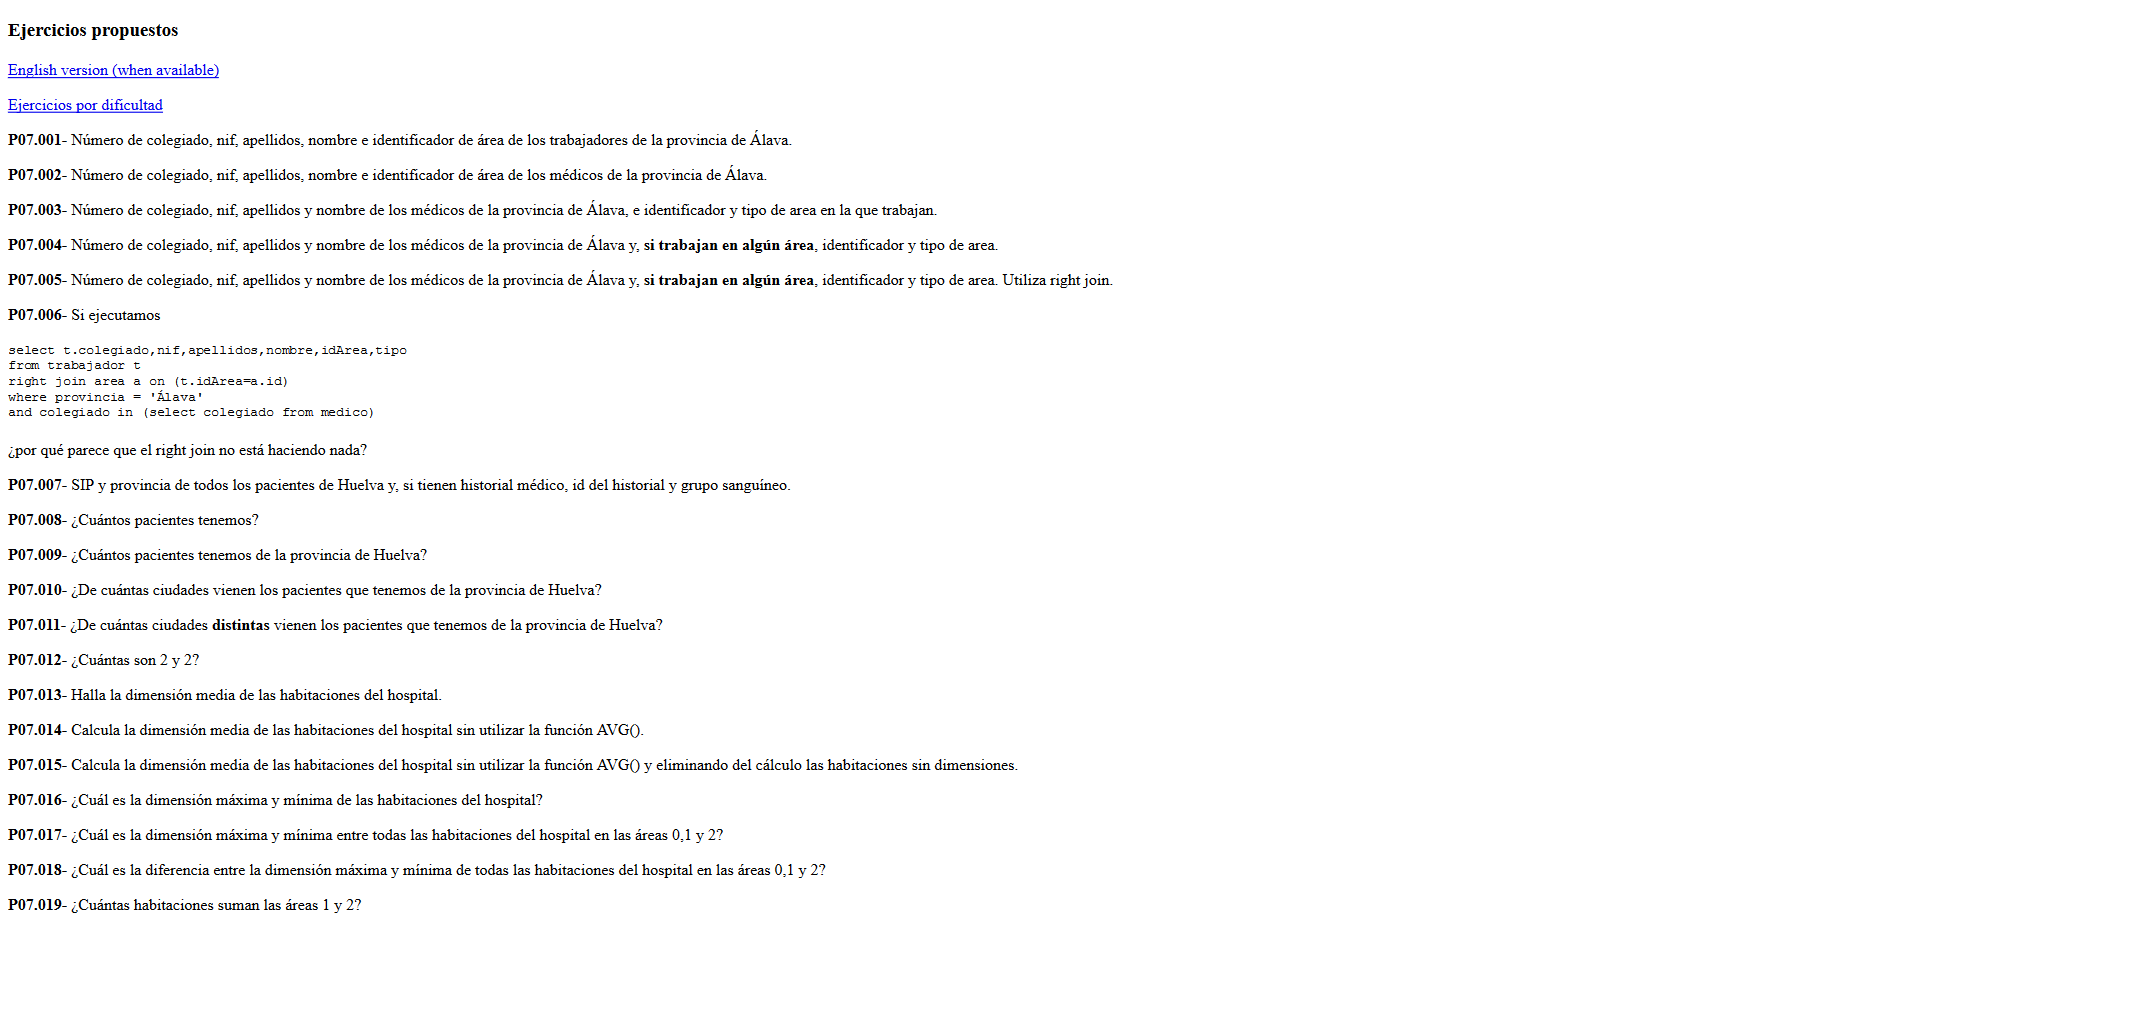 Ejercicios propuestos
English version (when available)
Ejercicios por dificultad
P07.001- Número de colegiado, nif, apellidos, nombre e identificador de área de los trabajadores de la provincia de Álava.
P07.002- Número de colegiado, nif, apellidos, nombre e identificador de área de los médicos de la provincia de Álava.
P07.003- Número de colegiado, nif, apellidos y nombre de los médicos de la provincia de Álava, e identificador y tipo de area en la que trabajan.
P07.004- Número de colegiado, nif, apellidos y nombre de los médicos de la provincia de Álava y, si trabajan en algún área, identificador y tipo de area.
P07.005- Número de colegiado, nif, apellidos y nombre de los médicos de la provincia de Álava y, si trabajan en algún área, identificador y tipo de area. Utiliza right join.
P07.006- Si ejecutamos
select t.colegiado,nif,apellidos,nombre,idArea,tipo
from trabajador t
right join area a on (t.idArea=a.id)
where provincia = 'Álava'
and colegiado in (select colegiado from medico)
¿por qué parece que el right join no está haciendo nada?
P07.007- SIP y provincia de todos los pacientes de Huelva y, si tienen historial médico, id del historial y grupo sanguíneo.
P07.008- ¿Cuántos pacientes tenemos?
P07.009- ¿Cuántos pacientes tenemos de la provincia de Huelva?
P07.010- ¿De cuántas ciudades vienen los pacientes que tenemos de la provincia de Huelva?
P07.011- ¿De cuántas ciudades distintas vienen los pacientes que tenemos de la provincia de Huelva?
P07.012- ¿Cuántas son 2 y 2?
P07.013- Halla la dimensión media de las habitaciones del hospital.
P07.014- Calcula la dimensión media de las habitaciones del hospital sin utilizar la función AVG().
P07.015- Calcula la dimensión media de las habitaciones del hospital sin utilizar la función AVG() y eliminando del cálculo las habitaciones sin dimensiones.
P07.016- ¿Cuál es la dimensión máxima y mínima de las habitaciones del hospital?
P07.017- ¿Cuál es la dimensión máxima y mínima entre todas las habitaciones del hospital en las áreas 0,1 y 2?
P07.018- ¿Cuál es la diferencia entre la dimensión máxima y mínima de todas las habitaciones del hospital en las áreas 0,1 y 2?
P07.019- ¿Cuántas habitaciones suman las áreas 1 y 2?